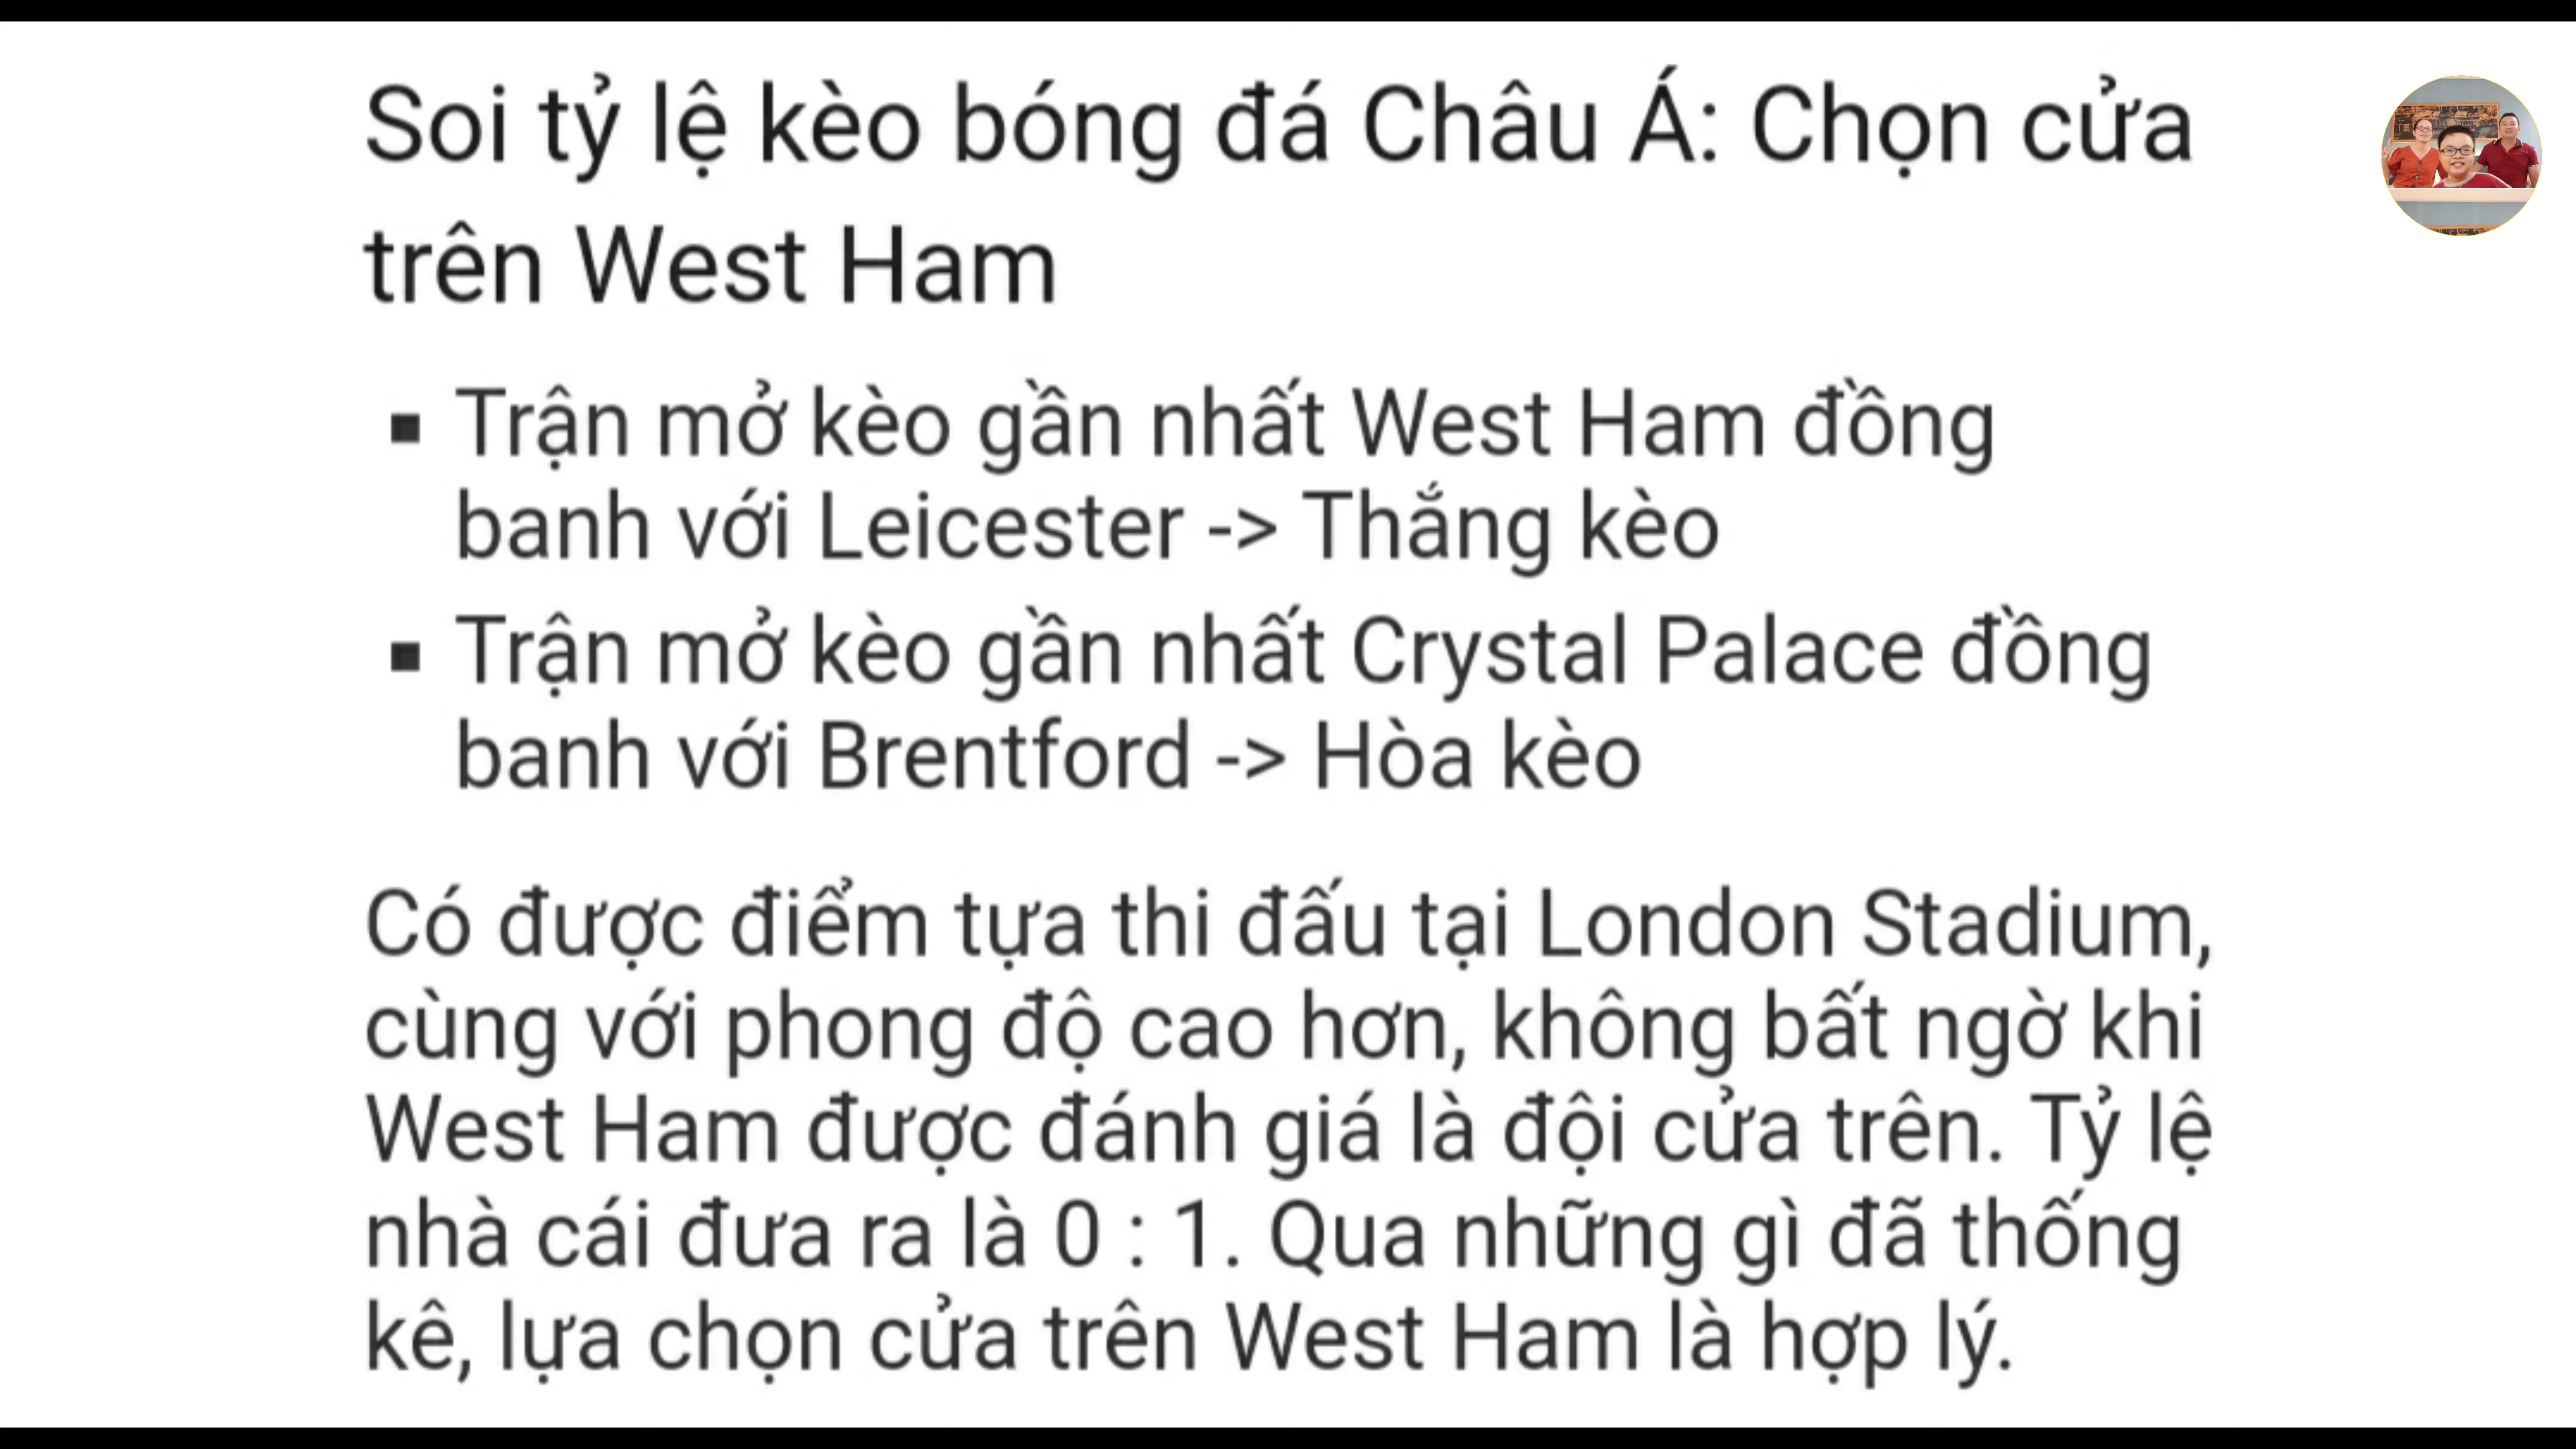 Soi tỷ lệ kèo bóng đá Châu Á: Chọn cửa
trên West Ham
▪ Trận mở kèo gần nhất West Ham đồng
banh với Leicester -> Thắng kèo
▪ Trận mở kèo gần nhất Crystal Palace đồng
banh với Brentford -> Hòa kèo
Có được điểm tựa thi đấu tại London Stadium,
cùng với phong độ cao hơn, không bất ngờ khi
West Ham được đánh giá là đội cửa trên. Tỷ lệ
nhà cái đưa ra là 0 : 1. Qua những gì đã thống
kê, lựa chọn cửa trên West Ham là hợp lý.